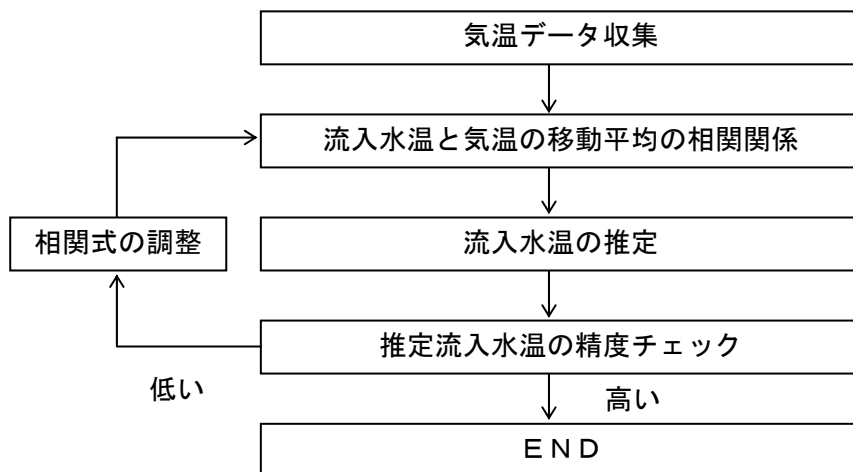 気温データ収集
流入水温と気温の移動平均の相関関係
相関式の調整
流入水温の推定
推定流入水温の精度チェック
低い
高い
ＥＮＤ